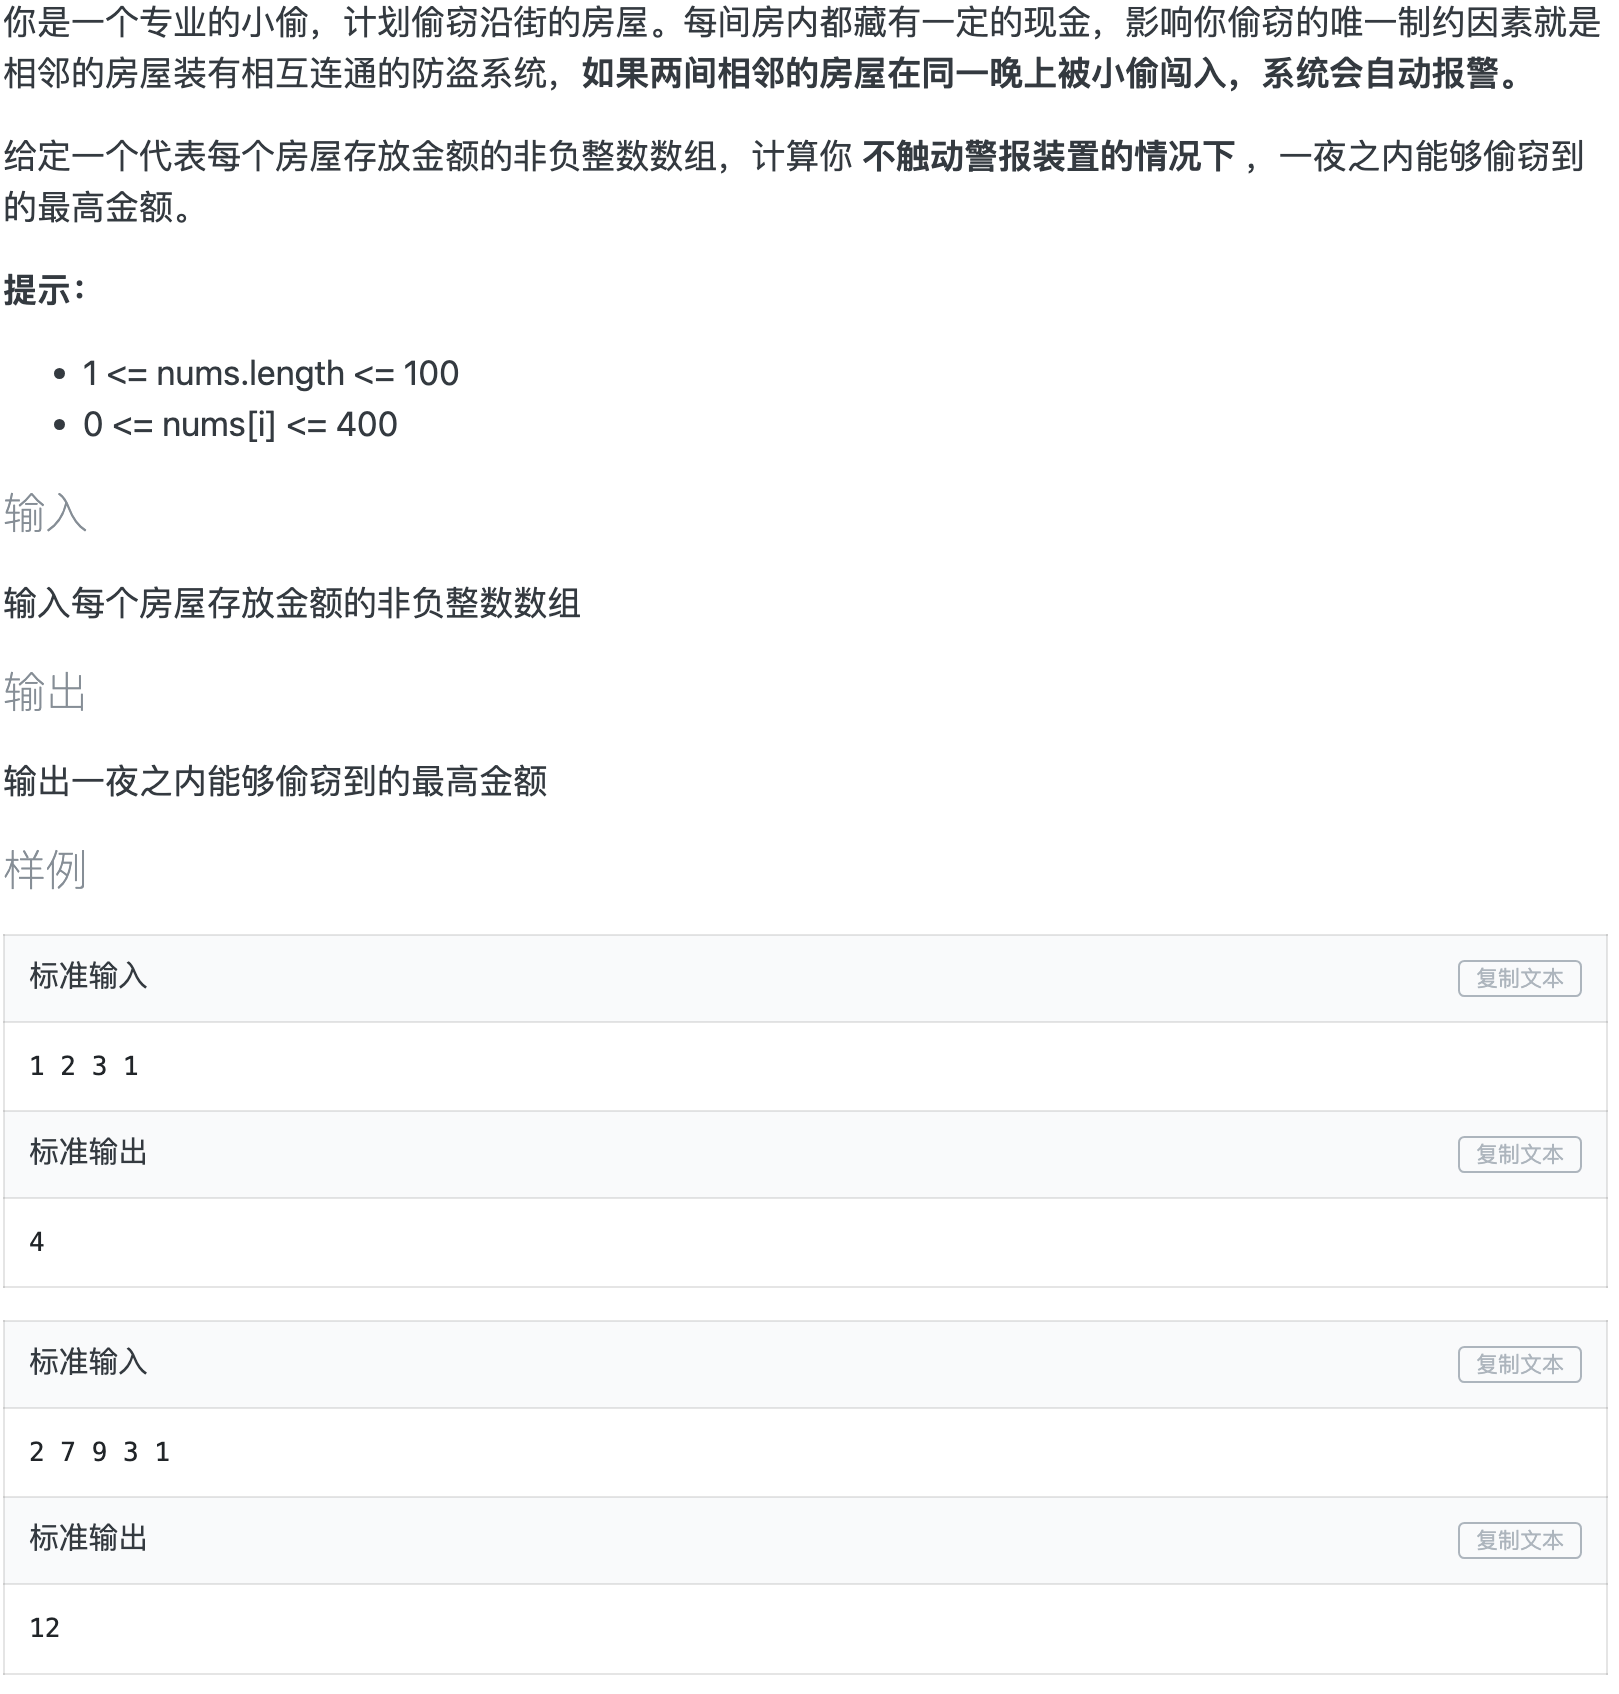 你是一个专业的小偷，计划偷窃沿街的房屋。每间房内都藏有一定的现金，影响你偷窃的唯一制约因素就是
相邻的房屋装有相互连通的防盗系统，如果两间相邻的房屋在同一晚上被小偷闯入，系统会自动报警。
给定一个代表每个房屋存放金额的非负整数数组，计算你 不触动警报装置的情况下 ，一夜之内能够偷窃到
的最高金额。
提示：
• 1 <= nums.length <= 100
• 0 <= nums[i] <= 400
输入
输入每个房屋存放金额的非负整数数组
输出
输出一夜之内能够偷窃到的最高金额
样例
标准输入 复制文本
1 2 3 1
标准输出 复制文本
4
标准输入 复制文本
2 7 9 3 1
标准输出 复制文本
12